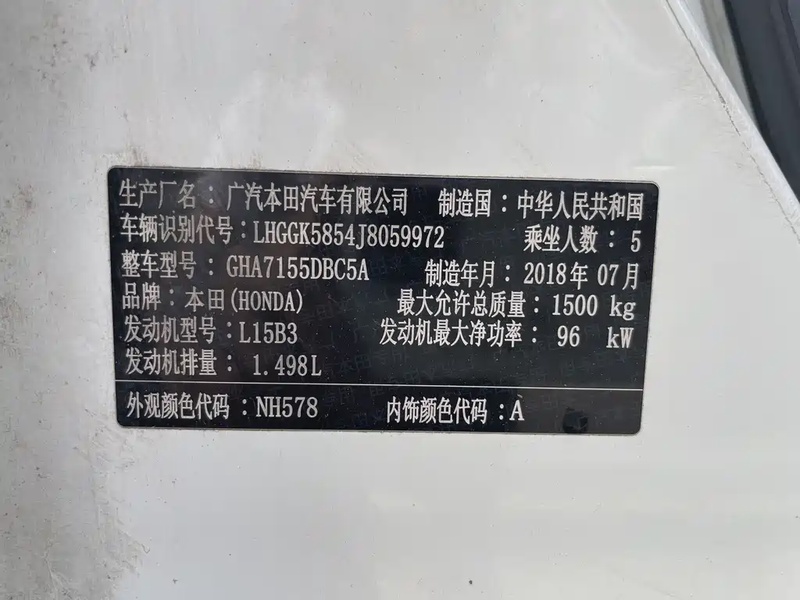 生产厂名：广汽本田汽车有限公司 制造国：中华人民共和国
车辆识别代号：LHGGK5854J8059972 乘坐人数：5
整车型号：GHA7155DBC5A 制造年月：2018年07月
品牌：本田(HONDA) 最大允许总质量：1500 kg
发动机型号：L15B3 发动机最大净功率：96 kW
发动机排量：1.498L
外观颜色代码：NH578 内饰颜色代码：A